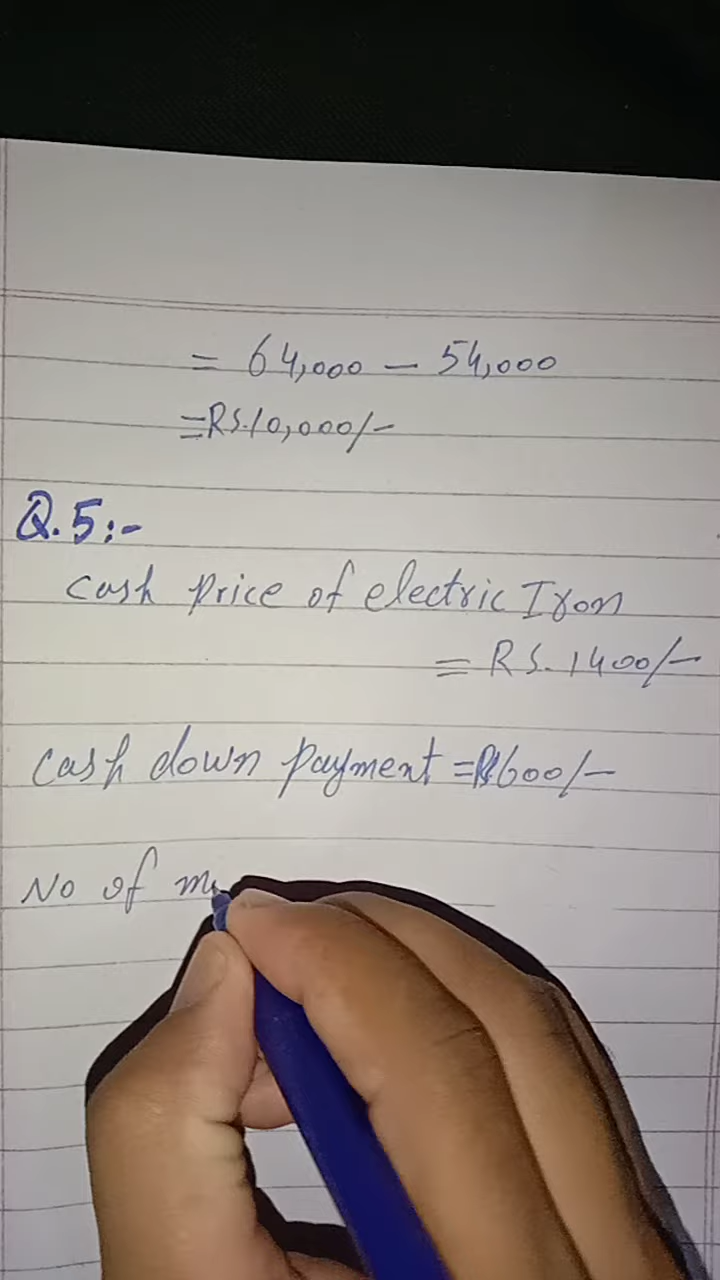 = 64,000 — 54,000
=RS.10,000/-
Q.5:-
Cash price of electric Iron
= RS. 1400/-
Cash down payment =Rs600/-
No of m